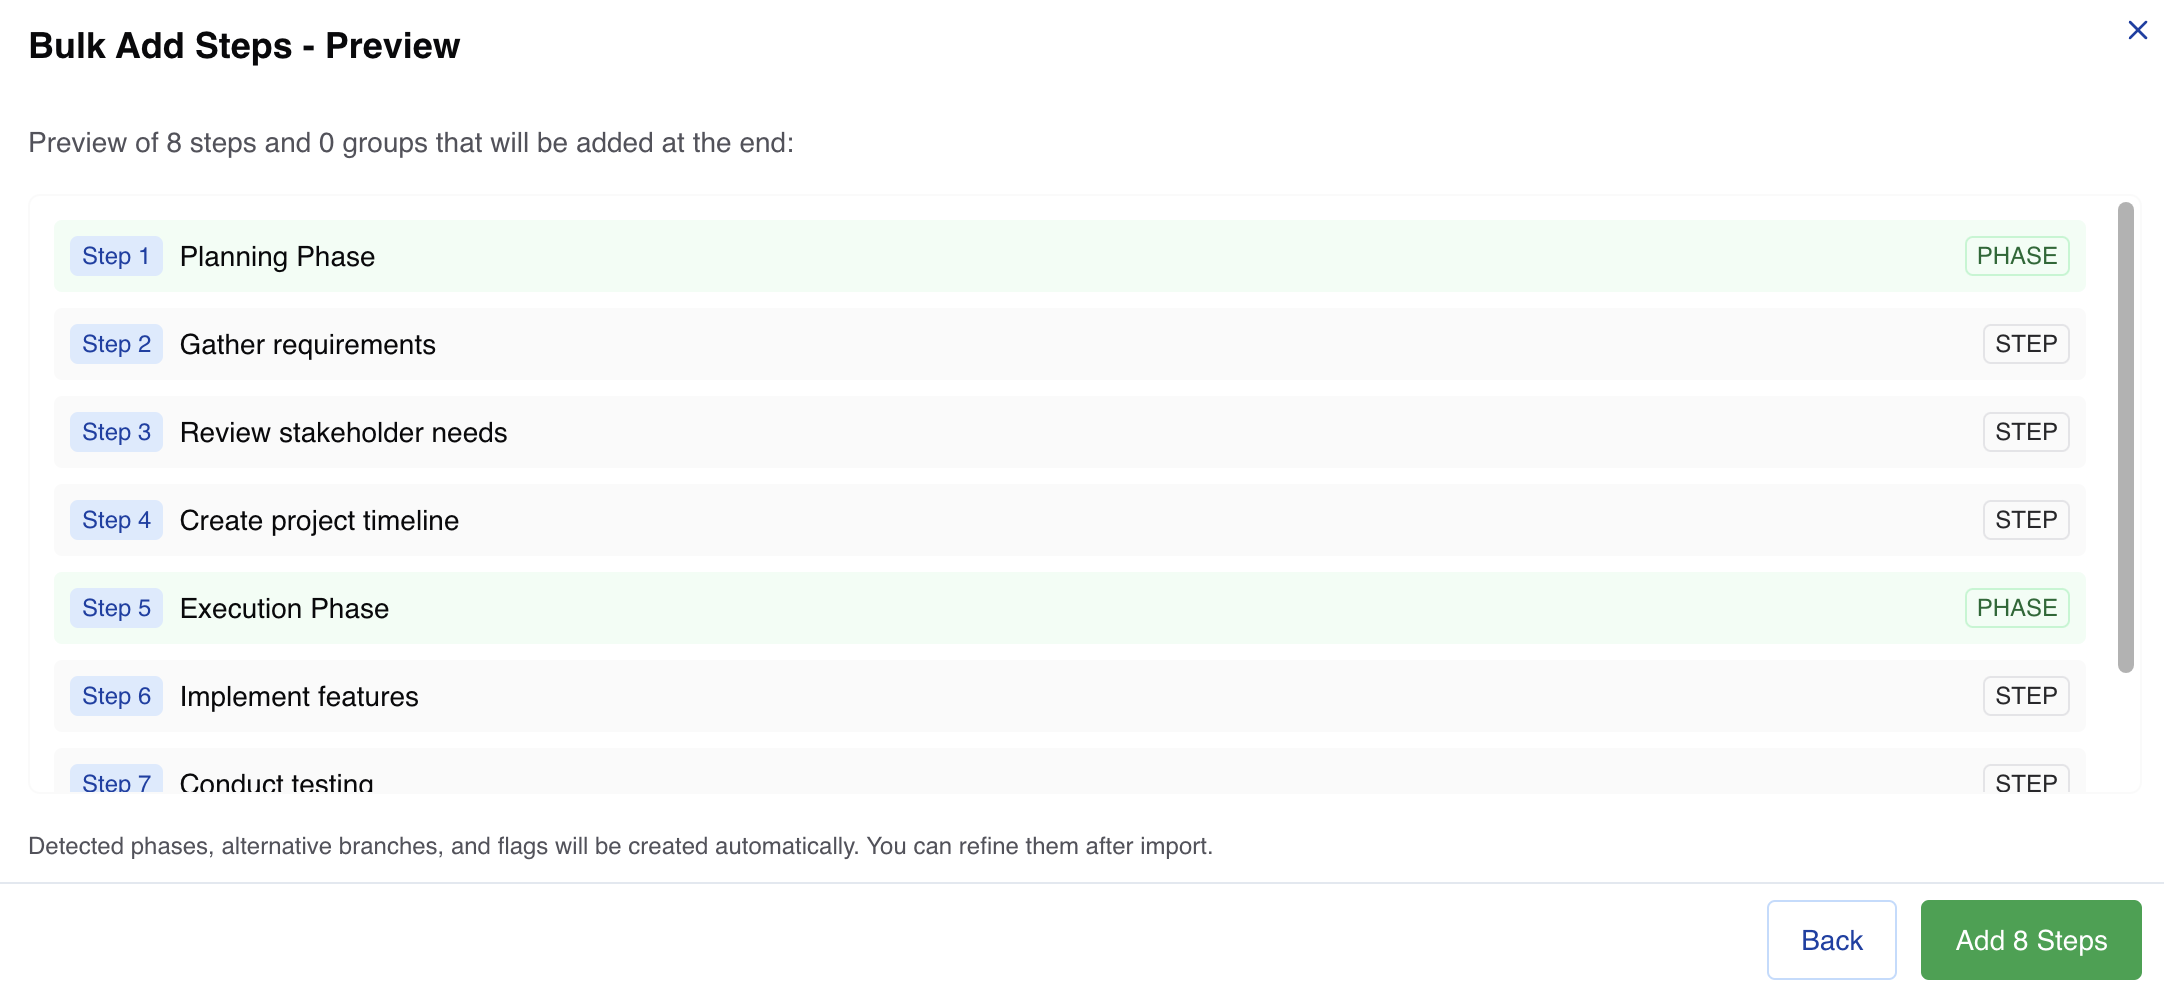 Bulk Add Steps - Preview
Preview of 8 steps and 0 groups that will be added at the end:
Step 1 Planning Phase PHASE
Step 2 Gather requirements STEP
Step 3 Review stakeholder needs STEP
Step 4 Create project timeline STEP
Step 5 Execution Phase PHASE
Step 6 Implement features STEP
Step 7 Conduct testing STEP
Detected phases, alternative branches, and flags will be created automatically. You can refine them after import.
Back Add 8 Steps